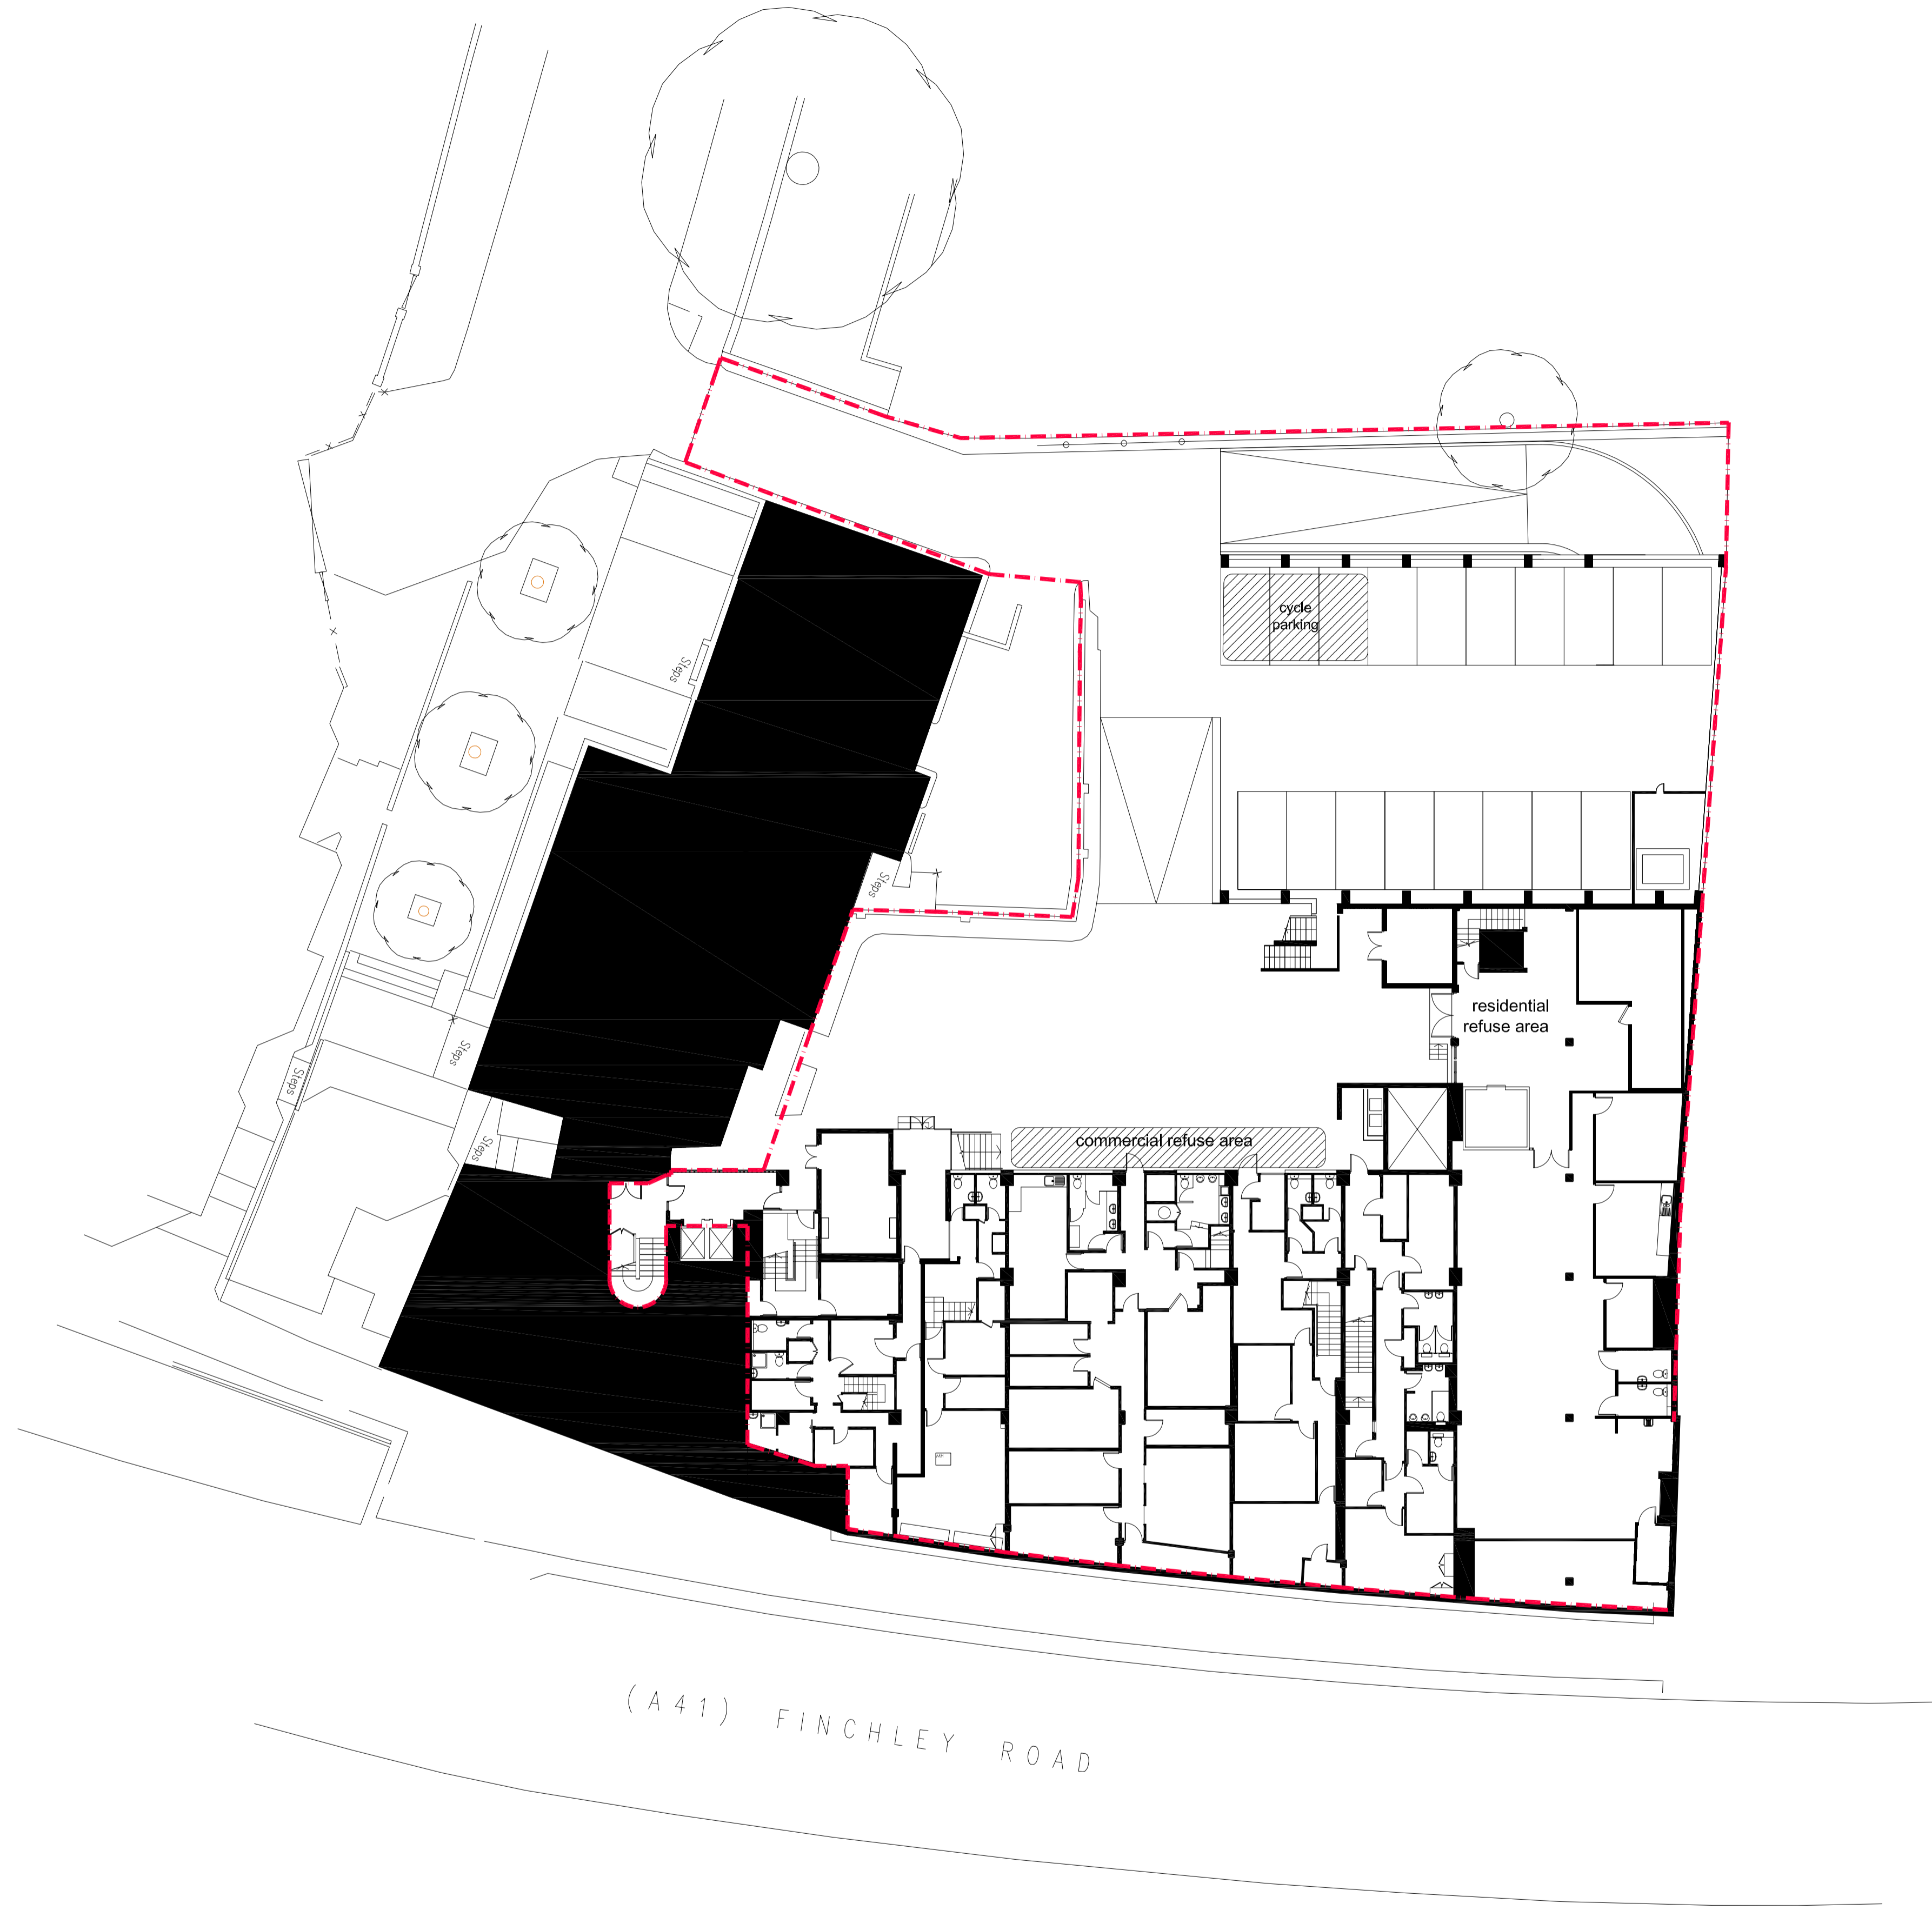 cycle
parking
Steps
Steps
residential
refuse area
Steps
Steps
commercial refuse area
Steps
(A41) FINCHLEY ROAD